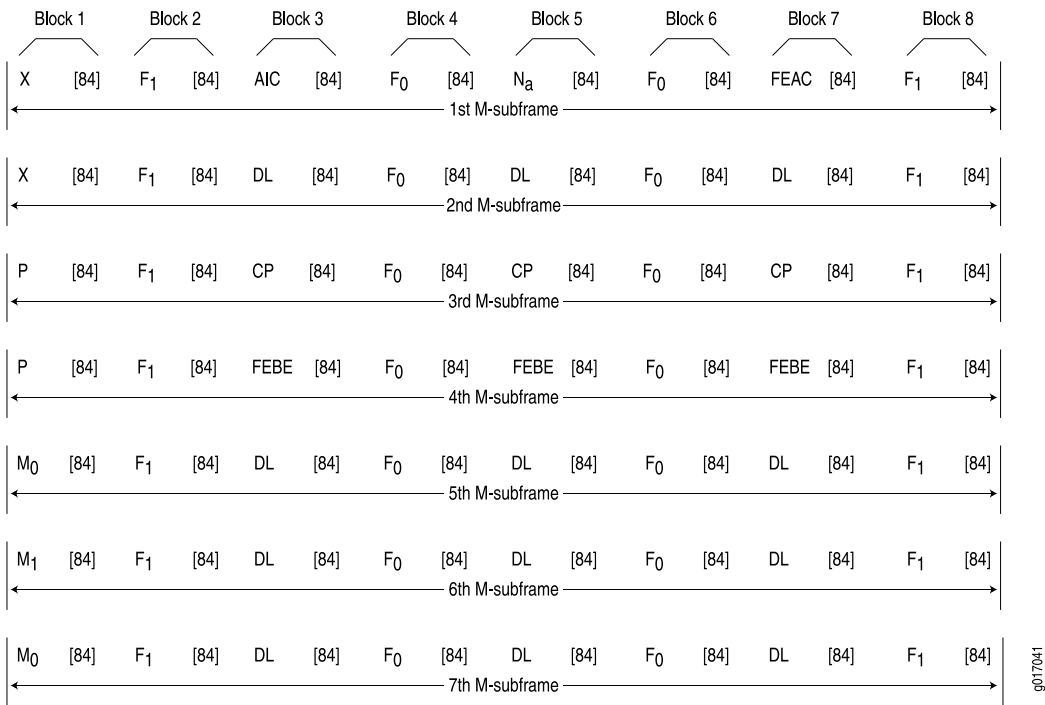 Block 1 Block 2 Block 3 Block 4 Block 5 Block 6 Block 7 Block 8
X [84] F1 [84] AIC [84] F0 [84] Na [84] F0 [84] FEAC [84] F1 [84]
1st M-subframe
X [84] F1 [84] DL [84] F0 [84] DL [84] F0 [84] DL [84] F1 [84]
2nd M-subframe
P [84] F1 [84] CP [84] F0 [84] CP [84] F0 [84] CP [84] F1 [84]
3rd M-subframe
P [84] F1 [84] FEBE [84] F0 [84] FEBE [84] F0 [84] FEBE [84] F1 [84]
4th M-subframe
M0 [84] F1 [84] DL [84] F0 [84] DL [84] F0 [84] DL [84] F1 [84]
5th M-subframe
M1 [84] F1 [84] DL [84] F0 [84] DL [84] F0 [84] DL [84] F1 [84]
6th M-subframe
M0 [84] F1 [84] DL [84] F0 [84] DL [84] F0 [84] DL [84] F1 [84]
7th M-subframe
g017041